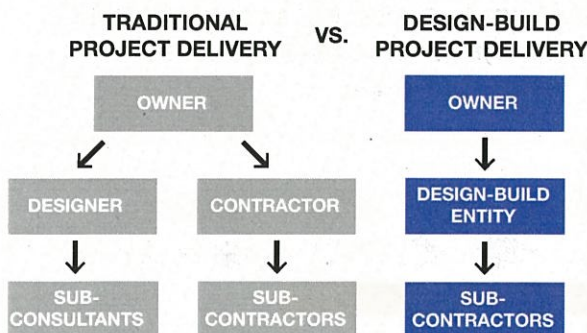 TRADITIONAL
PROJECT DELIVERY
VS.
DESIGN-BUILD
PROJECT DELIVERY
OWNER
OWNER
DESIGNER
CONTRACTOR
DESIGN-BUILD
ENTITY
SUB-
CONSULTANTS
SUB-
CONTRACTORS
SUB-
CONTRACTORS